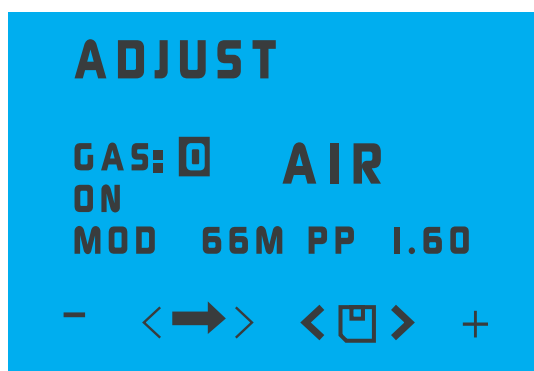 ADJUST
GAS: 0 AIR
ON
MOD 66M PP 1.60
- < > < > +